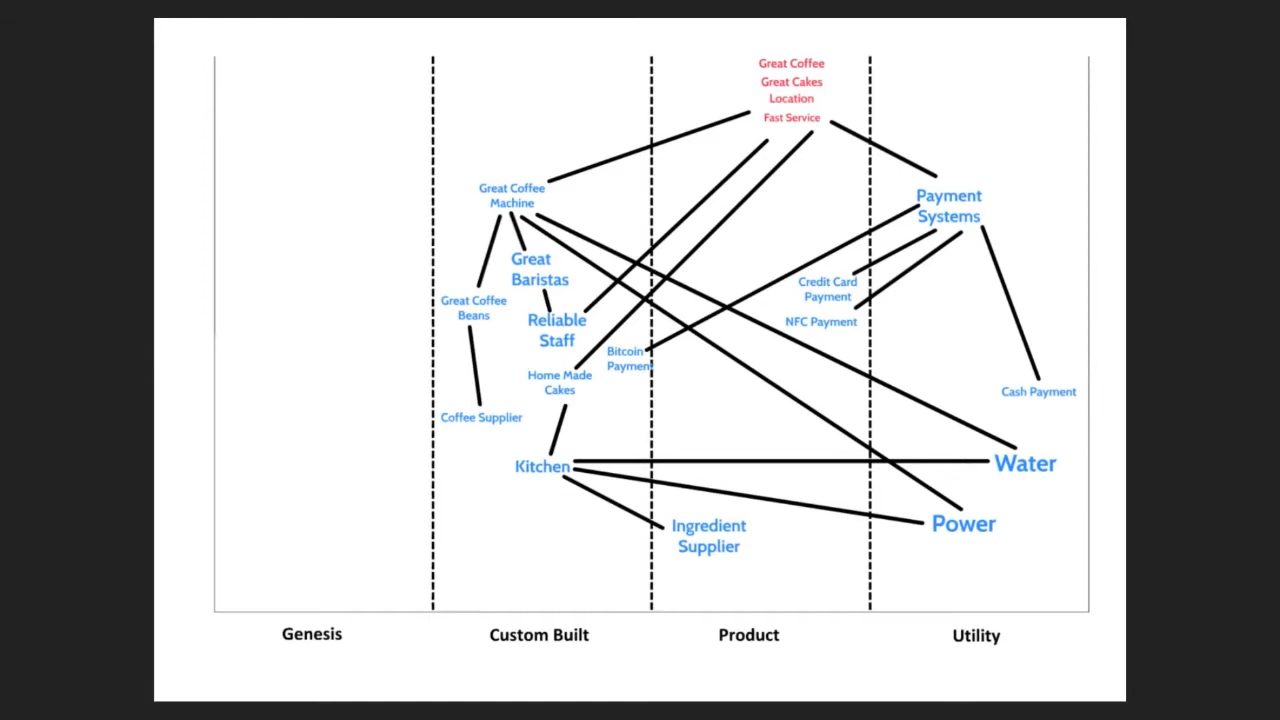 Great Coffee
Great Cakes
Location
Fast Service
Great Coffee
Machine
Payment
Systems
Great
Baristas
Credit Card
Payment
Great Coffee
Beans
Reliable
Staff
NFC Payment
Bitcoin
Payment
Home Made
Cakes
Cash Payment
Coffee Supplier
Kitchen
Water
Ingredient
Supplier
Power
Genesis
Custom Built
Product
Utility